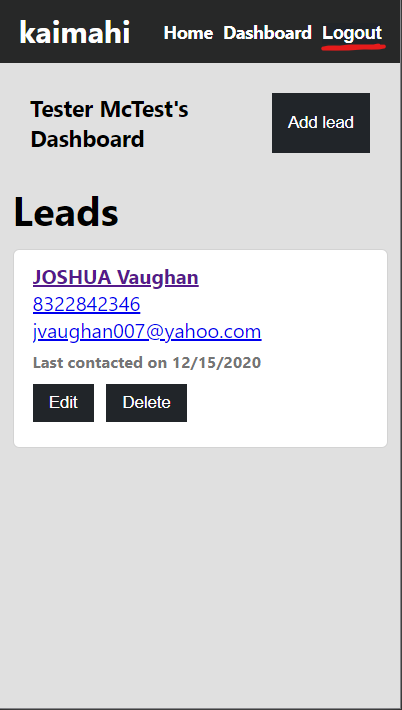 kaimahi Home Dashboard Logout
Tester McTest's
Dashboard
Add lead
Leads
JOSHUA Vaughan
8322842346
jvaughan007@yahoo.com
Last contacted on 12/15/2020
Edit Delete